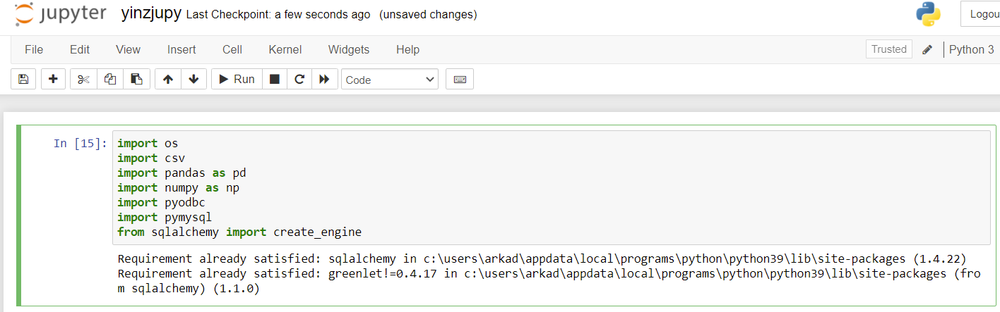 jupyter yinzjupy Last Checkpoint: a few seconds ago (unsaved changes)
Logou
File Edit View Insert Cell Kernel Widgets Help Trusted Python 3
Run Code
In [15]: import os
import csv
import pandas as pd
import numpy as np
import pyodbc
import pymysql
from sqlalchemy import create_engine
Requirement already satisfied: sqlalchemy in c:\users\arkad\appdata\local\programs\python\python39\lib\site-packages (1.4.22)
Requirement already satisfied: greenlet!=0.4.17 in c:\users\arkad\appdata\local\programs\python\python39\lib\site-packages (fro
m sqlalchemy) (1.1.0)